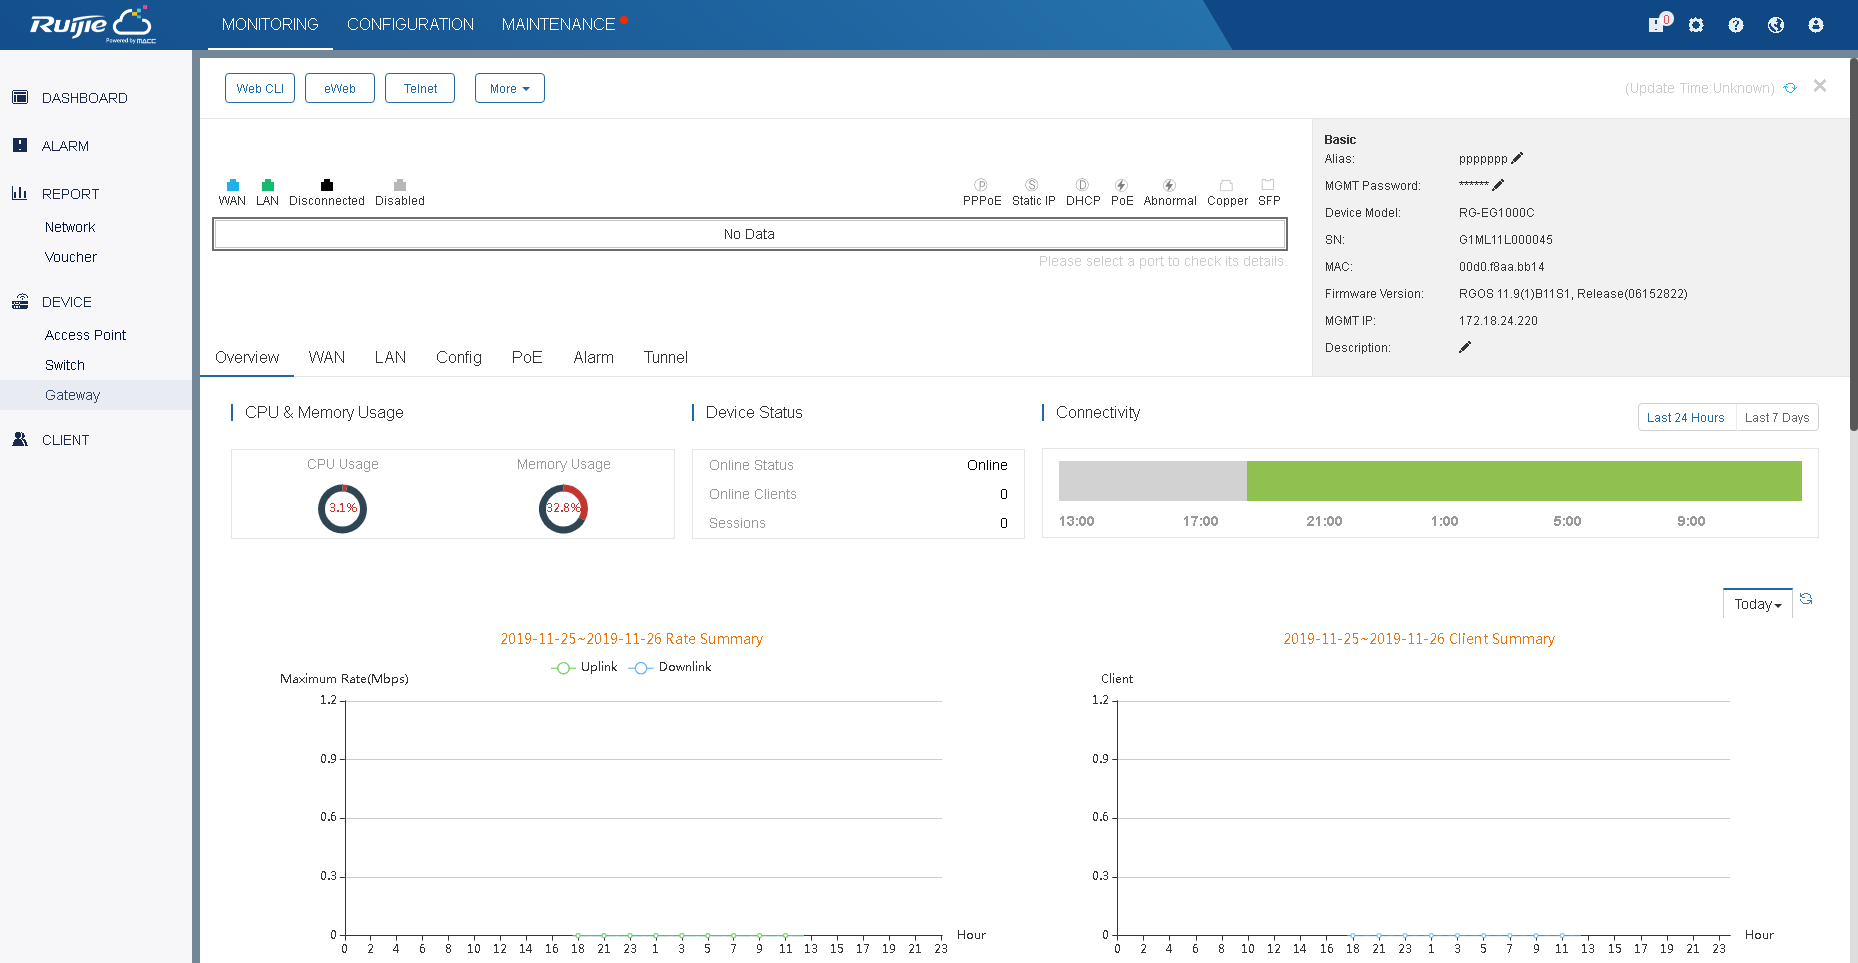 Ruijie
Powered by MACC
MONITORING CONFIGURATION MAINTENANCE
0
DASHBOARD
ALARM
REPORT
Network
Voucher
DEVICE
Access Point
Switch
Gateway
CLIENT
Web CLI eWeb Telnet More
(Update Time:Unknown)
WAN LAN Disconnected Disabled
P S D
PPPoE Static IP DHCP PoE Abnormal Copper SFP
No Data
Please select a port to check its details.
Basic
Alias: ppppppp
MGMT Password: ******
Device Model: RG-EG1000C
SN: G1ML11L000045
MAC: 00d0.f8aa.bb14
Firmware Version: RGOS 11.9(1)B11S1, Release(06152822)
MGMT IP: 172.18.24.220
Description:
Overview WAN LAN Config PoE Alarm Tunnel
CPU & Memory Usage
CPU Usage Memory Usage
3.1% 32.8%
Device Status
Online Status Online
Online Clients 0
Sessions 0
Connectivity
Last 24 Hours Last 7 Days
13:00 17:00 21:00 1:00 5:00 9:00
Today
2019-11-25~2019-11-26 Rate Summary
Uplink Downlink
Maximum Rate(Mbps)
1.2
0.9
0.6
0.3
0
0 2 4 6 8 10 12 14 16 18 21 23 1 3 5 7 9 11 13 15 17 19 21 23
Hour
2019-11-25~2019-11-26 Client Summary
Client
1.2
0.9
0.6
0.3
0
0 2 4 6 8 10 12 14 16 18 21 23 1 3 5 7 9 11 13 15 17 19 21 23
Hour